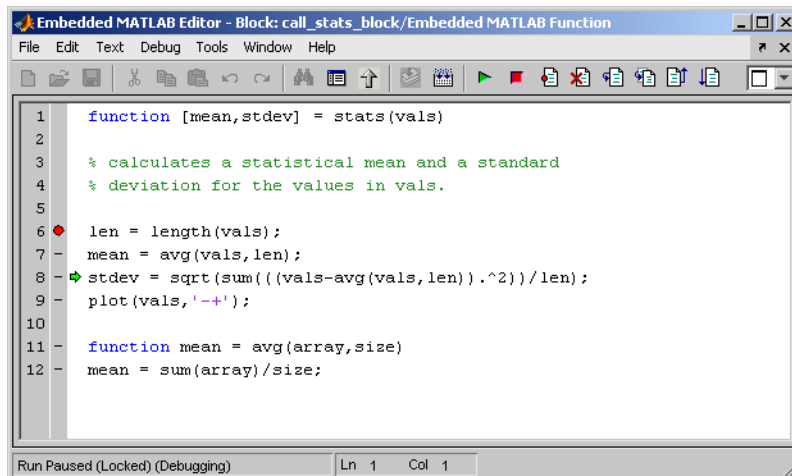 Embedded MATLAB Editor - Block: call_stats_block/Embedded MATLAB Function
File Edit Text Debug Tools Window Help
1 function [mean,stdev] = stats(vals)
2
3 % calculates a statistical mean and a standard
4 % deviation for the values in vals.
5
6 len = length(vals);
7 - mean = avg(vals,len);
8 - stdev = sqrt(sum(((vals-avg(vals,len)).^2))/len);
9 - plot(vals,'-+');
10
11 - function mean = avg(array,size)
12 - mean = sum(array)/size;
Run Paused (Locked) (Debugging) Ln 1 Col 1